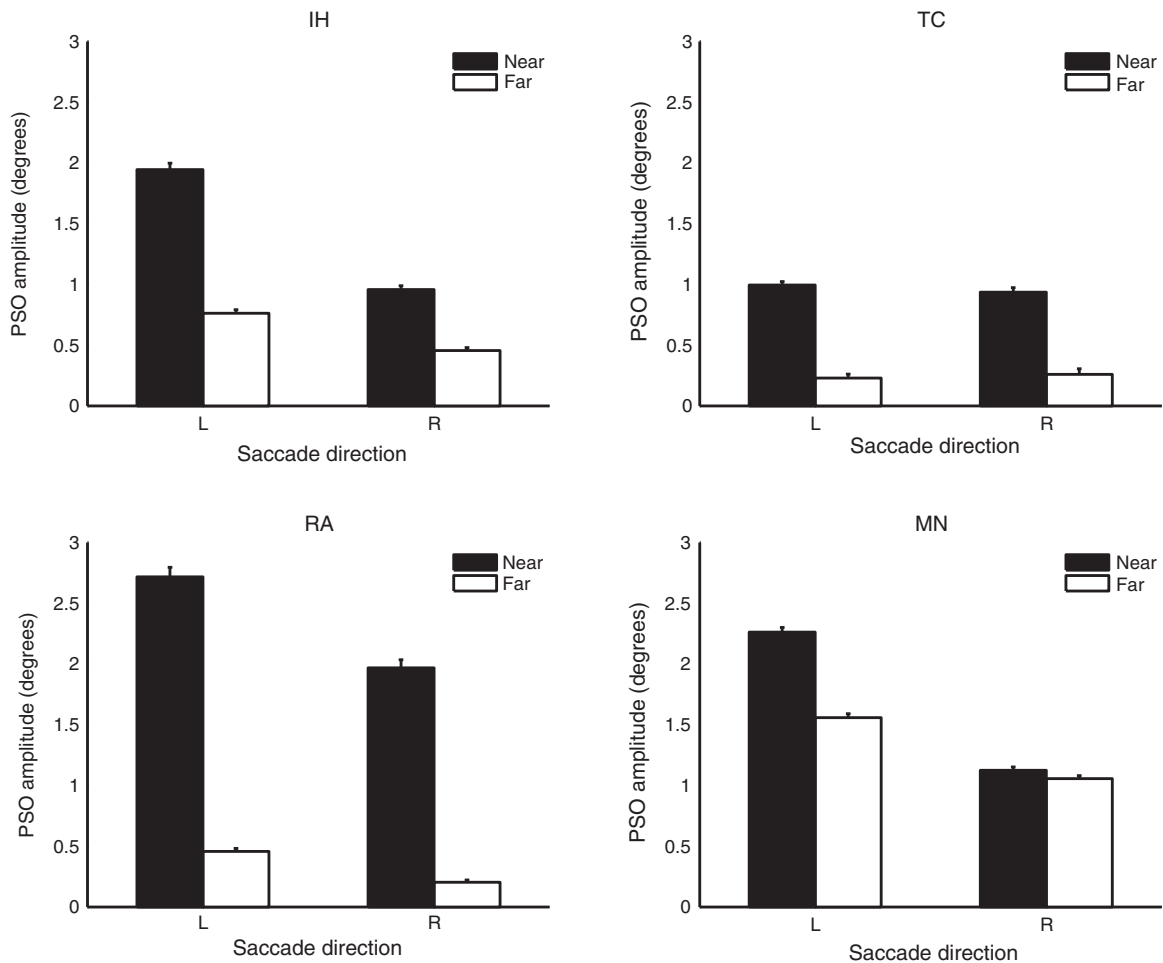 IH
3
2.5
2
1.5
1
0.5
0
PSO amplitude (degrees)
Near
Far
L R
Saccade direction
TC
3
2.5
2
1.5
1
0.5
0
PSO amplitude (degrees)
Near
Far
L R
Saccade direction
RA
3
2.5
2
1.5
1
0.5
0
PSO amplitude (degrees)
Near
Far
L R
Saccade direction
MN
3
2.5
2
1.5
1
0.5
0
PSO amplitude (degrees)
Near
Far
L R
Saccade direction